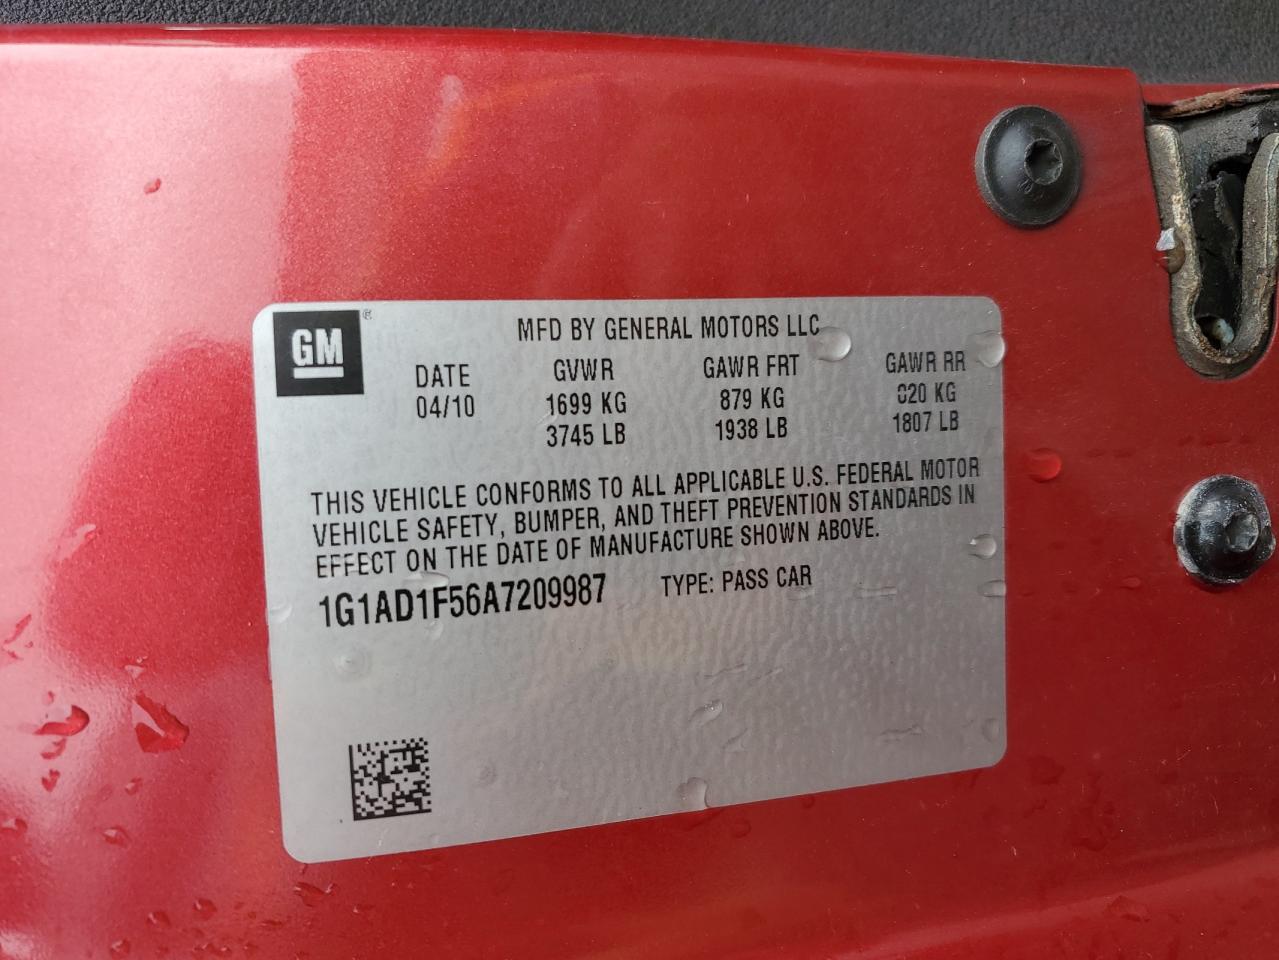 GM®
MFD BY GENERAL MOTORS LLC
DATE GVWR GAWR FRT GAWR RR
04/10 1699 KG 879 KG 820 KG
3745 LB 1938 LB 1807 LB
THIS VEHICLE CONFORMS TO ALL APPLICABLE U.S. FEDERAL MOTOR
VEHICLE SAFETY, BUMPER, AND THEFT PREVENTION STANDARDS IN
EFFECT ON THE DATE OF MANUFACTURE SHOWN ABOVE.
1G1AD1F56A7209987 TYPE: PASS CAR